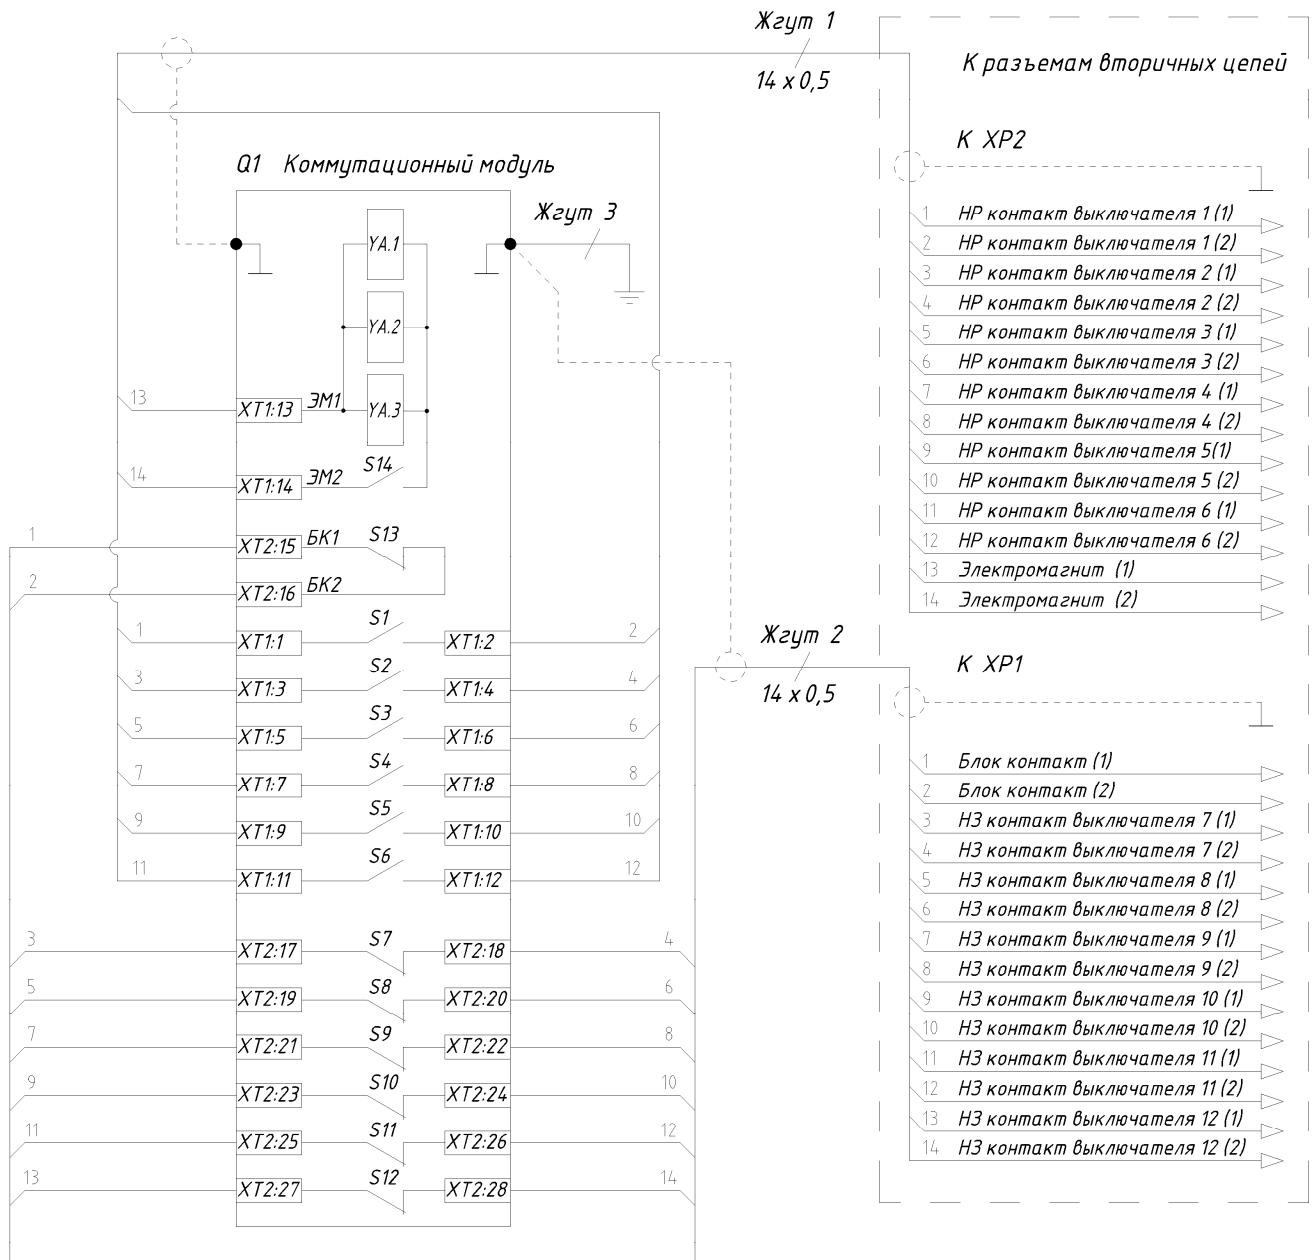 Жгут 1
14 x 0,5
К разъемам вторичных цепей
К ХР2
Q1 Коммутационный модуль
Жгут 3
YA.1
YA.2
YA.3
13
XT1:13
ЭМ1
14
XT1:14
ЭМ2
S14
1
XT2:15
БК1
S13
2
XT2:16
БК2
1
XT1:1
S1
XT1:2
2
3
XT1:3
S2
XT1:4
4
5
XT1:5
S3
XT1:6
6
7
XT1:7
S4
XT1:8
8
9
XT1:9
S5
XT1:10
10
11
XT1:11
S6
XT1:12
12
3
XT2:17
S7
XT2:18
4
5
XT2:19
S8
XT2:20
6
7
XT2:21
S9
XT2:22
8
9
XT2:23
S10
XT2:24
10
11
XT2:25
S11
XT2:26
12
13
XT2:27
S12
XT2:28
14
1 НР контакт выключателя 1 (1)
2 НР контакт выключателя 1 (2)
3 НР контакт выключателя 2 (1)
4 НР контакт выключателя 2 (2)
5 НР контакт выключателя 3 (1)
6 НР контакт выключателя 3 (2)
7 НР контакт выключателя 4 (1)
8 НР контакт выключателя 4 (2)
9 НР контакт выключателя 5(1)
10 НР контакт выключателя 5 (2)
11 НР контакт выключателя 6 (1)
12 НР контакт выключателя 6 (2)
13 Электромагнит (1)
14 Электромагнит (2)
Жгут 2
14 x 0,5
К ХР1
1 Блок контакт (1)
2 Блок контакт (2)
3 НЗ контакт выключателя 7 (1)
4 НЗ контакт выключателя 7 (2)
5 НЗ контакт выключателя 8 (1)
6 НЗ контакт выключателя 8 (2)
7 НЗ контакт выключателя 9 (1)
8 НЗ контакт выключателя 9 (2)
9 НЗ контакт выключателя 10 (1)
10 НЗ контакт выключателя 10 (2)
11 НЗ контакт выключателя 11 (1)
12 НЗ контакт выключателя 11 (2)
13 НЗ контакт выключателя 12 (1)
14 НЗ контакт выключателя 12 (2)